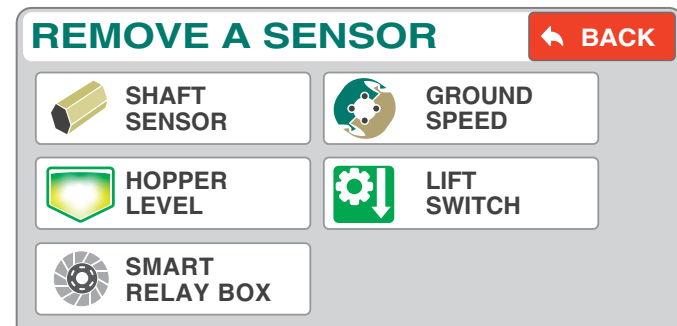 REMOVE A SENSOR
BACK
SHAFT
SENSOR
GROUND
SPEED
HOPPER
LEVEL
LIFT
SWITCH
SMART
RELAY BOX